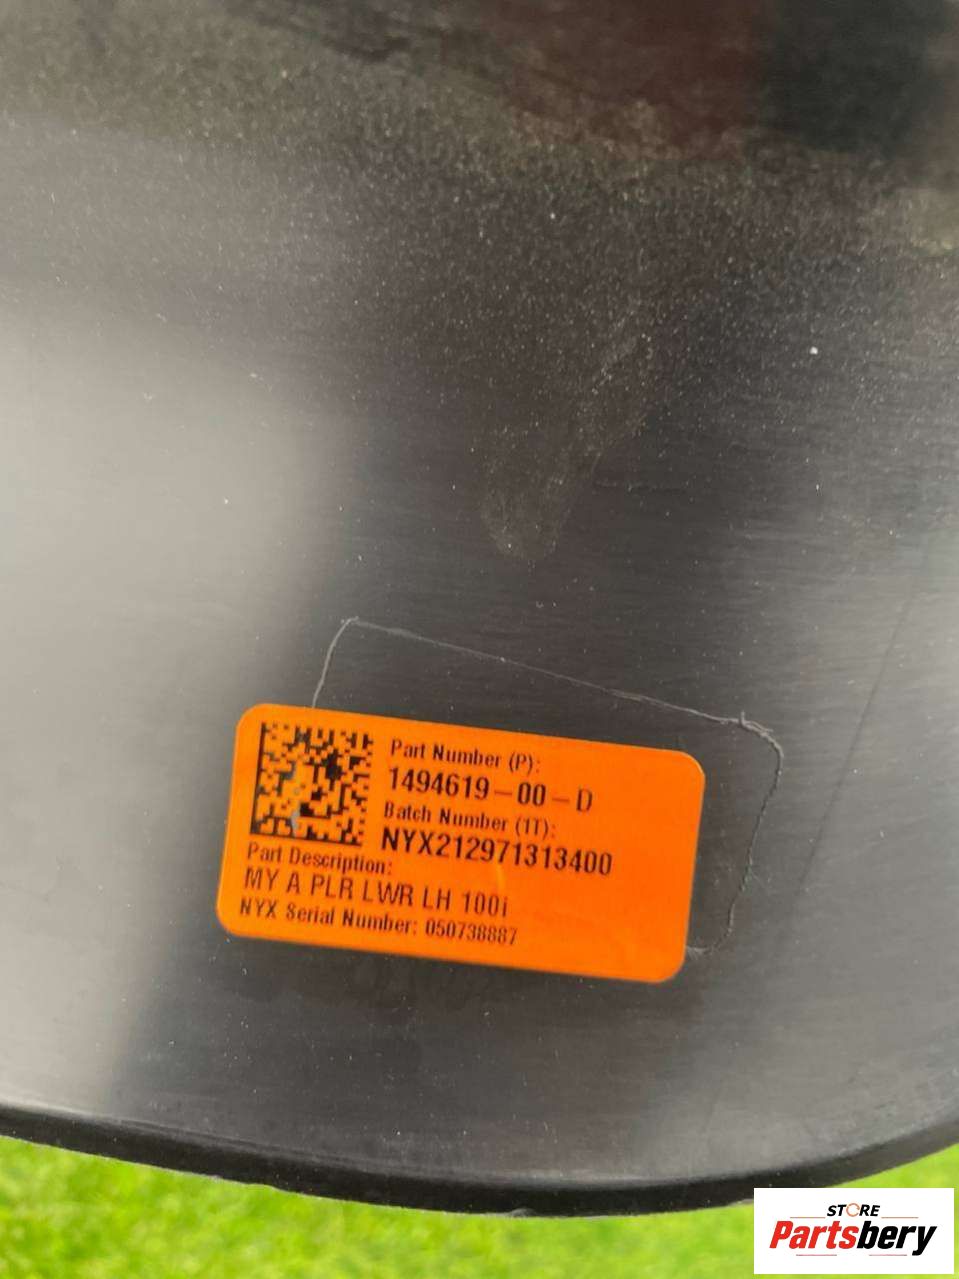 Part Number (P):
1494619-00-D
Batch Number (1T):
NYX212971313400
Part Description:
MY A PLR LWR LH 100i
NYX Serial Number: 050738887
STORE
Partsbery